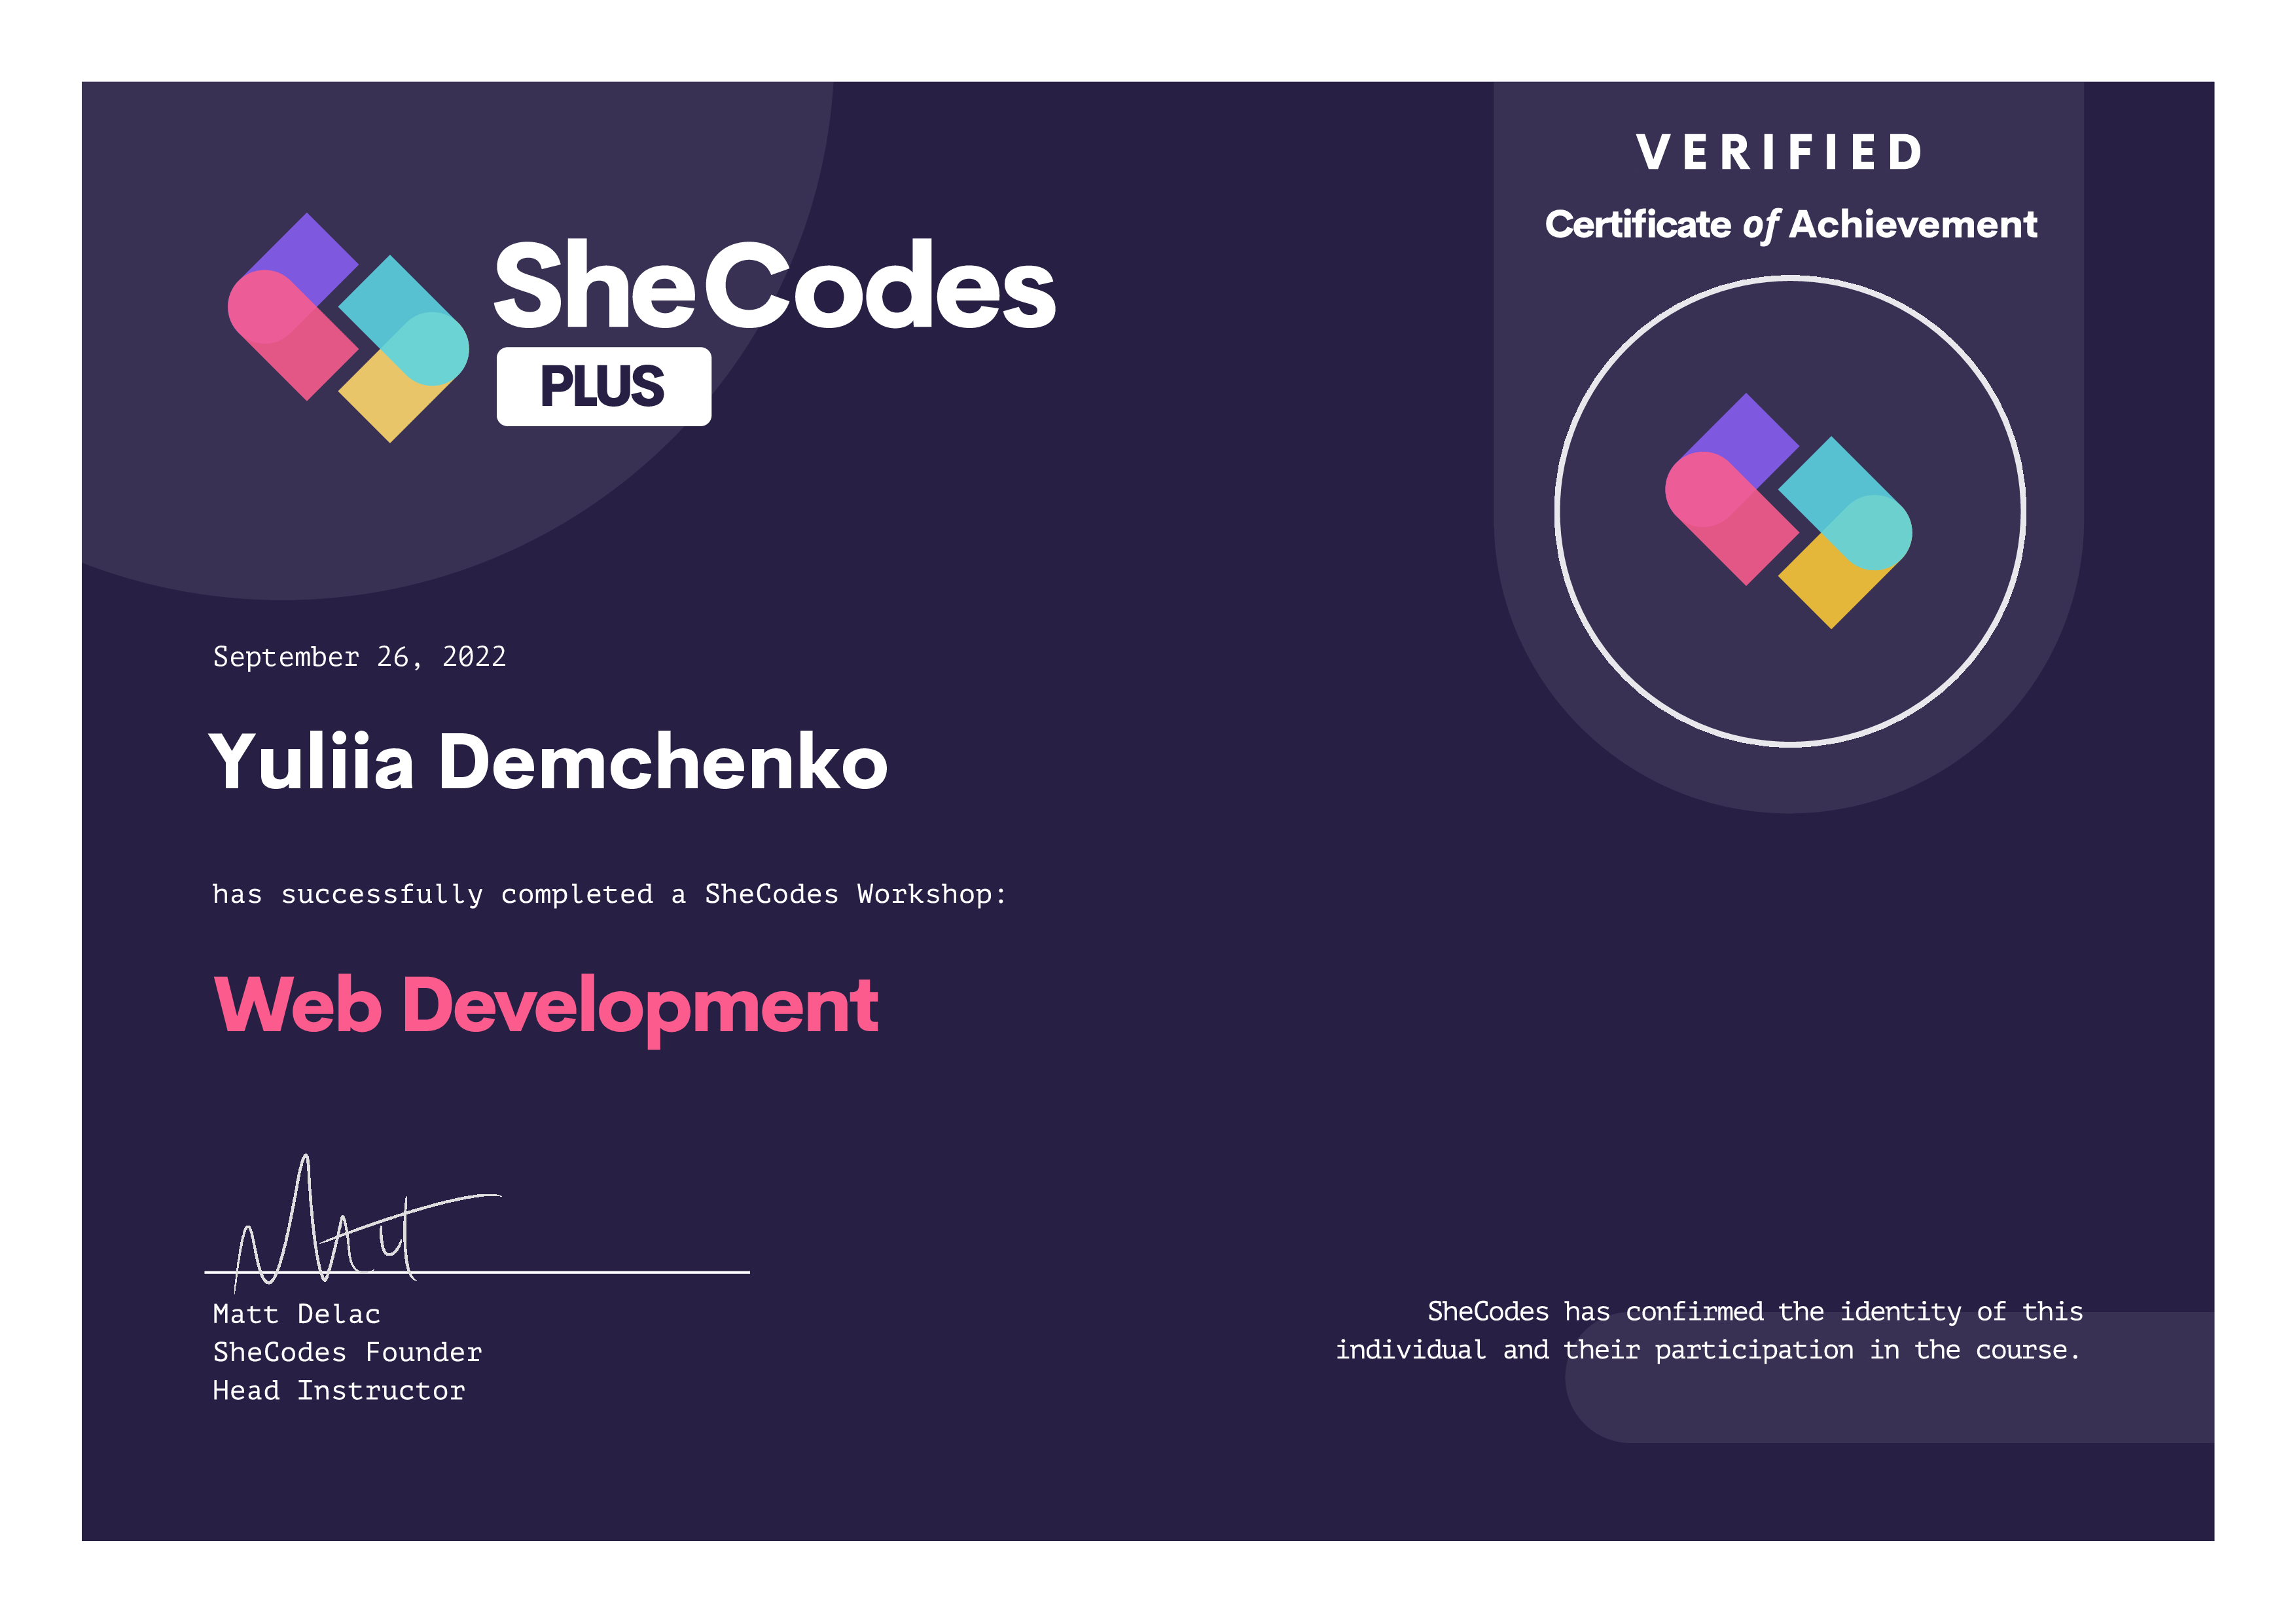 SheCodes
PLUS
VERIFIED
Certificate of Achievement
September 26, 2022
Yuliia Demchenko
has successfully completed a SheCodes Workshop:
Web Development
Matt
Matt Delac
SheCodes Founder
Head Instructor
SheCodes has confirmed the identity of this
individual and their participation in the course.